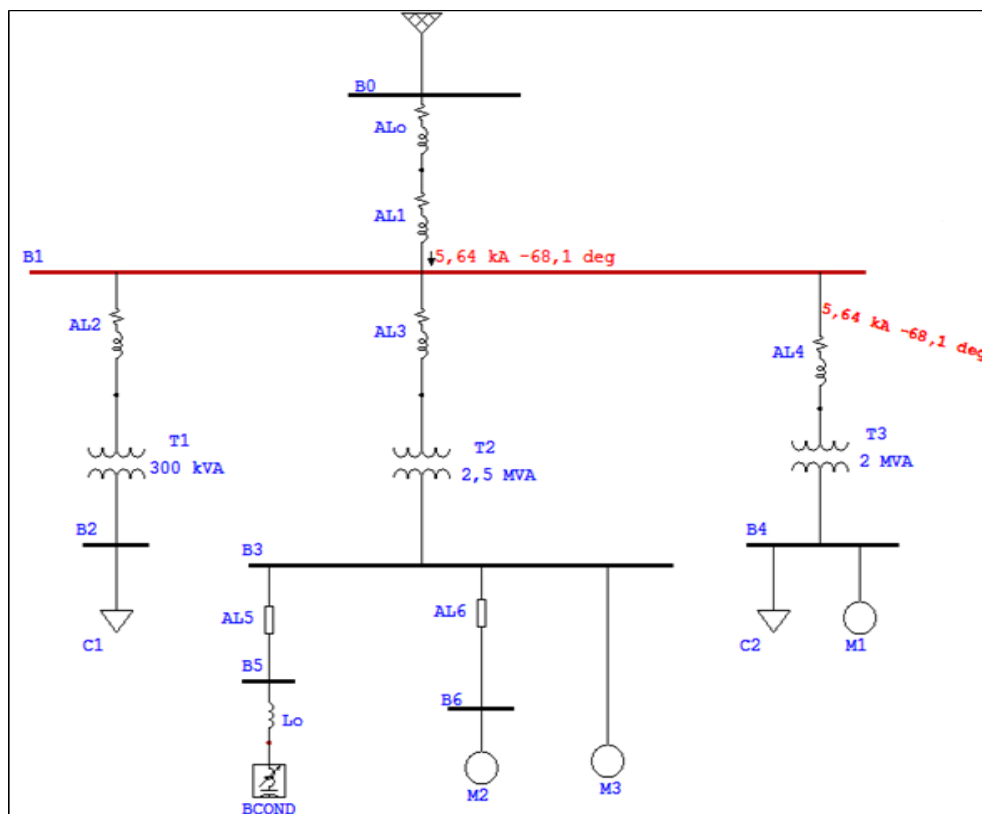 B0
ALo
AL1
B1
5,64 kA -68,1 deg
AL2
AL3
5,64 kA -68,1 deg
AL4
T1
300 kVA
T2
2,5 MVA
T3
2 MVA
B2
B3
B4
C1
AL5
AL6
C2
M1
B5
B6
Lo
BCOND
M2
M3